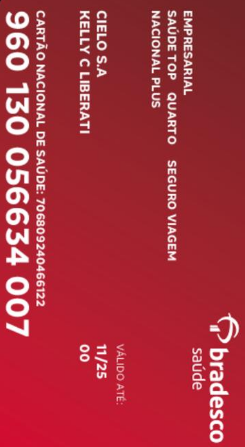 bradesco
saúde
EMPRESARIAL
SAÚDE TOP QUARTO SEGURO VIAGEM
NACIONAL PLUS
VÁLIDO ATÉ:
CIELO S.A 11/25
KELLY C LIBERATI 00
CARTÃO NACIONAL DE SAÚDE: 706809240466122
960 130 056634 007